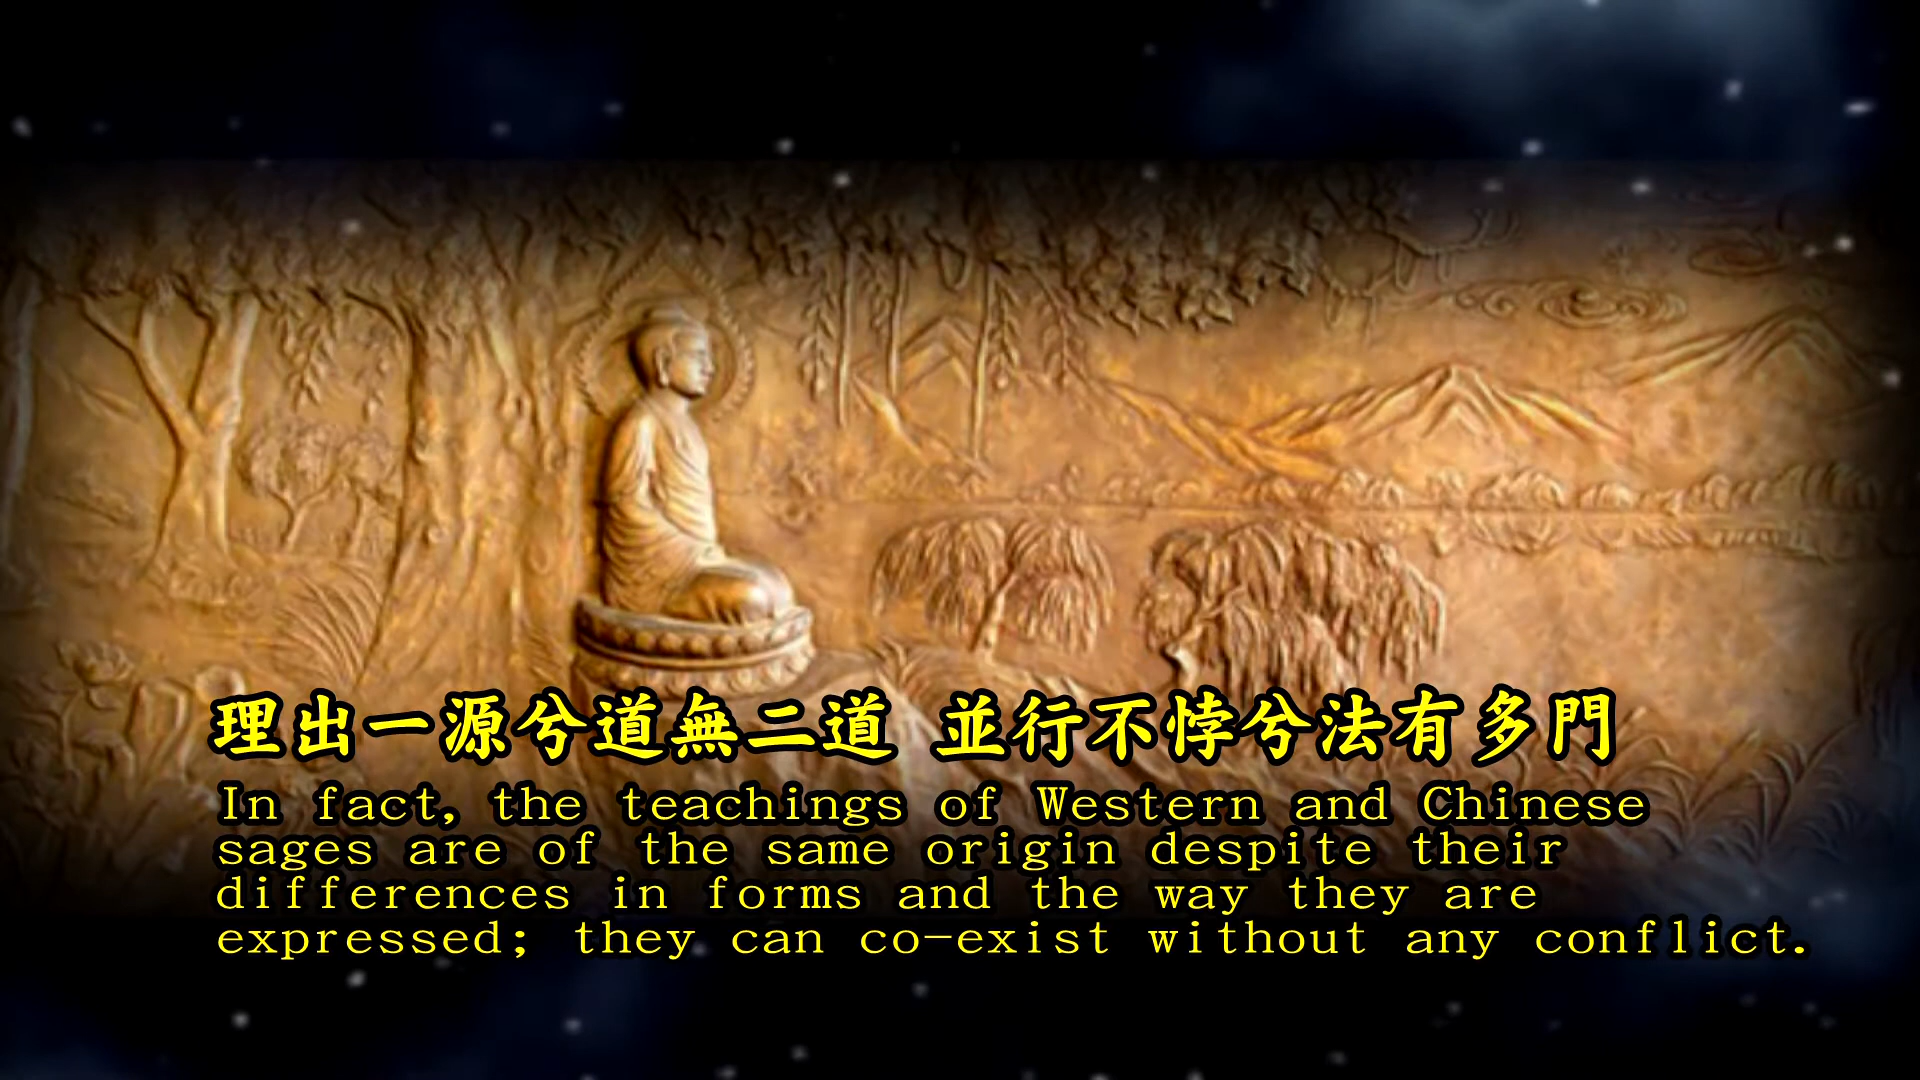 理出一源兮道無二道 並行不悖兮法有多門
In fact, the teachings of Western and Chinese
sages are of the same origin despite their
differences in forms and the way they are
expressed; they can co-exist without any conflict.